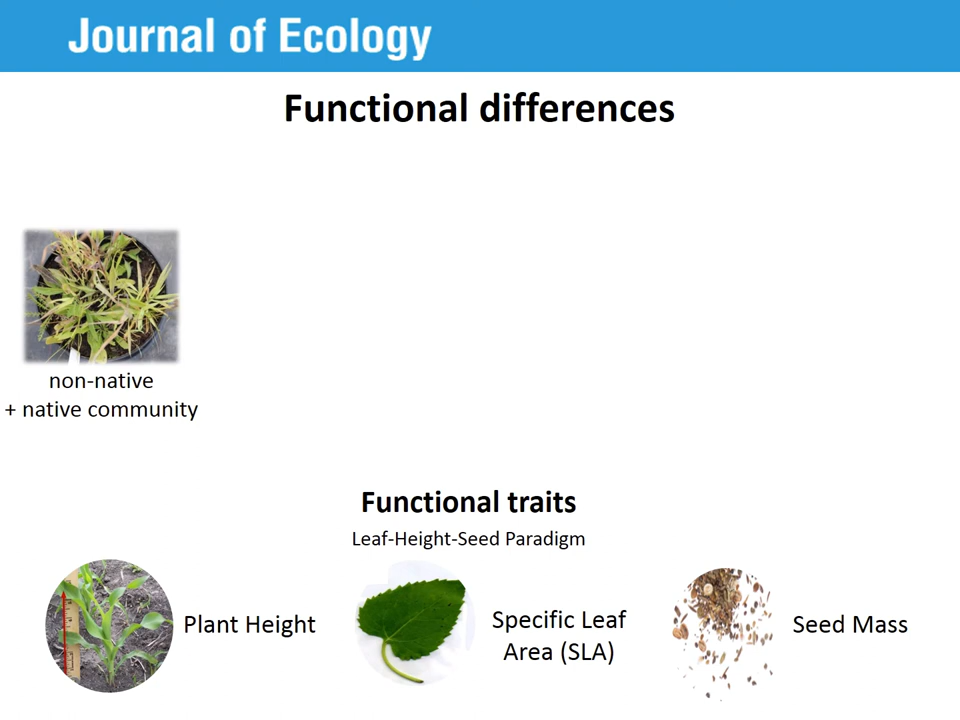 Journal of Ecology
Functional differences
non-native
+ native community
Functional traits
Leaf-Height-Seed Paradigm
Plant Height
Specific Leaf
Area (SLA)
Seed Mass